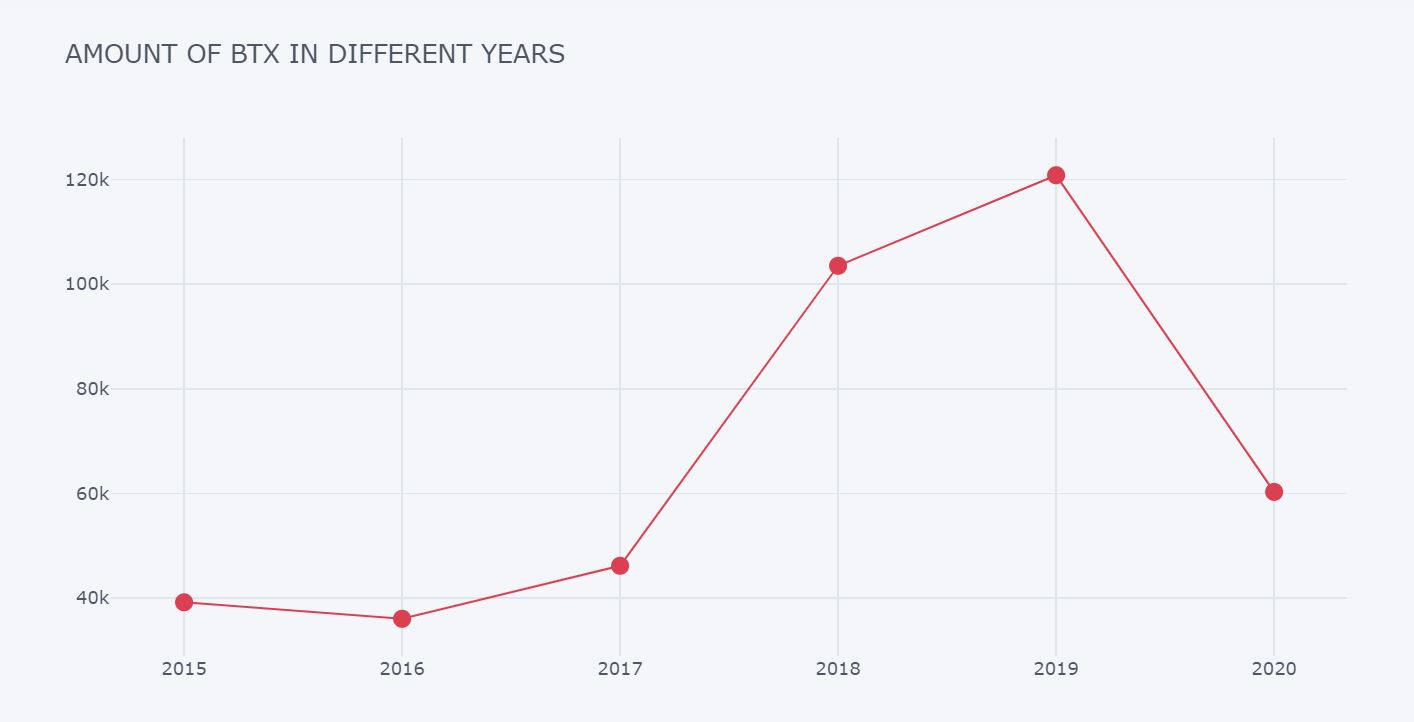 AMOUNT OF BTX IN DIFFERENT YEARS
120k
100k
80k
60k
40k
2015 2016 2017 2018 2019 2020